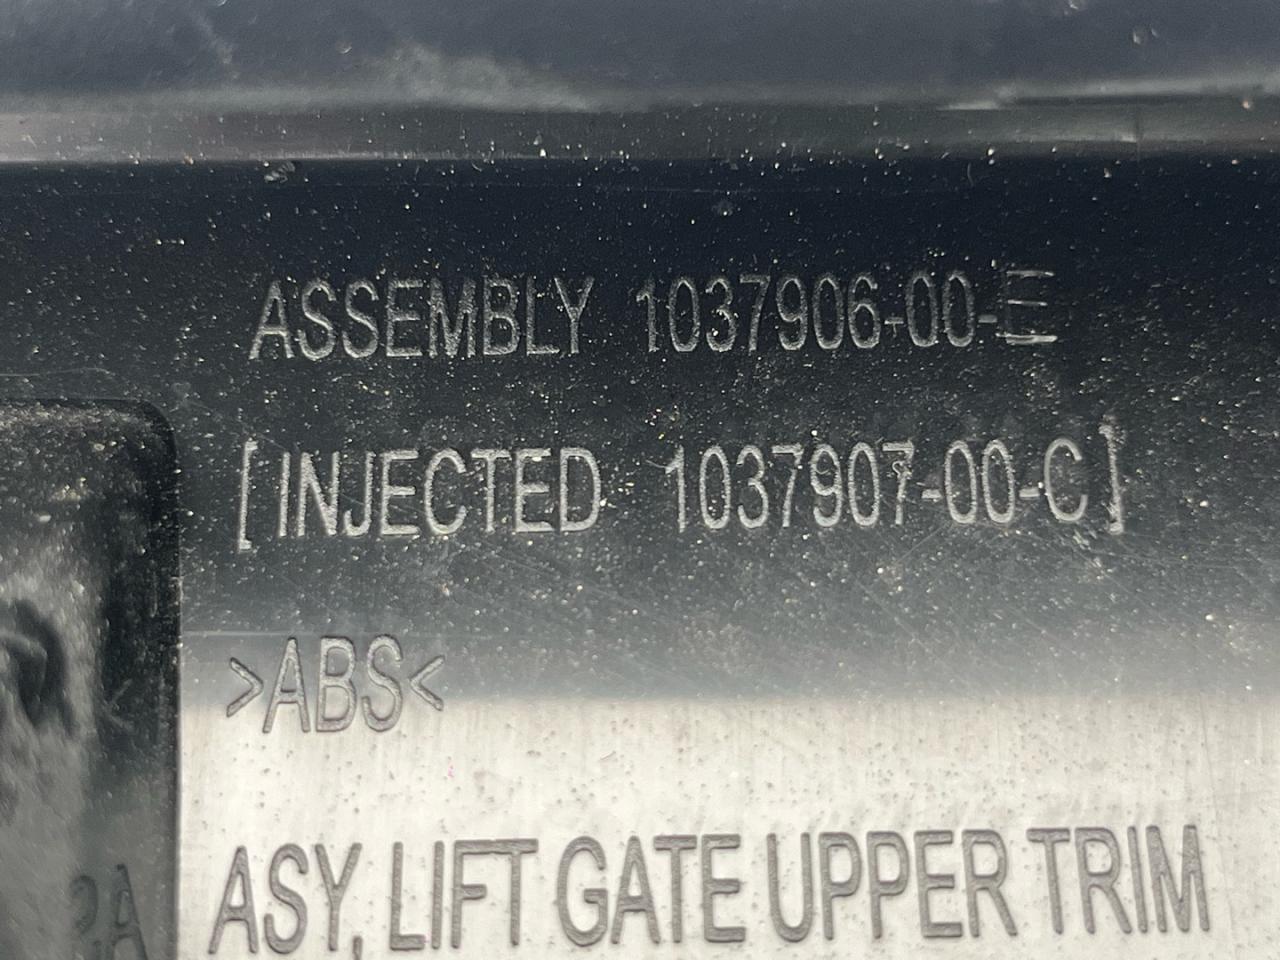 ASSEMBLY 1037906-00-E
[INJECTED 1037907-00-C]
>ABS<
ASY, LIFT GATE UPPER TRIM